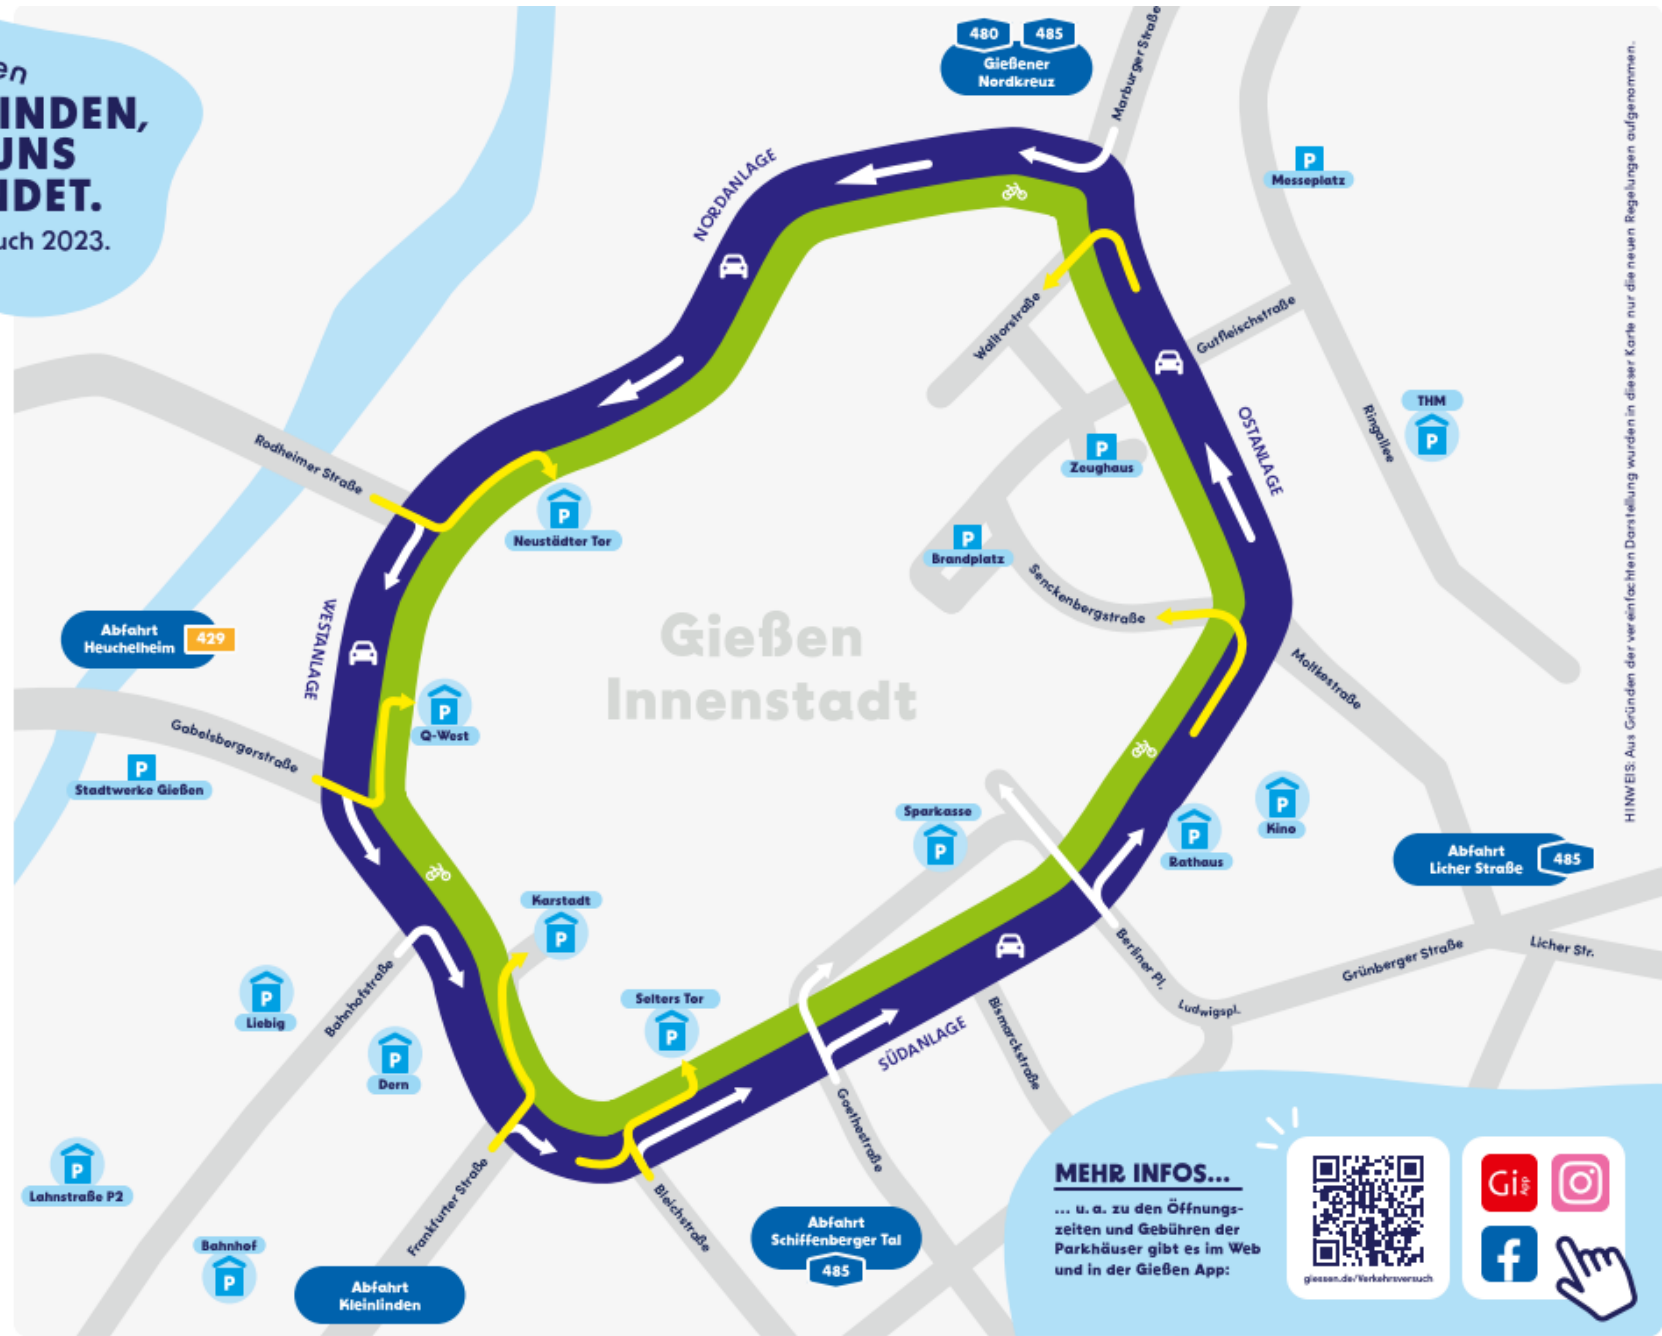 en
INDEN,
UNS
IDET.
uch 2023.
480
485
Gießener
Nordkreuz
Marburger Straße
NORDANLAGE
P
Messeplatz
Walltorstraße
Gutfleischstraße
Rodheimer Straße
P
Neustädter Tor
P
Zeughaus
OSTANLAGE
Ringallee
THM
P
P
Brandplatz
Senckenbergstraße
Gießen
Innenstadt
WESTANLAGE
Abfahrt
Heuchelheim
429
Moltkestraße
P
Q-West
Gabelsbergerstraße
P
Stadtwerke Gießen
Sparkasse
P
P
Rathaus
P
Kino
Abfahrt
Licher Straße
485
Karstadt
P
Bahnhofstraße
P
Liebig
Berliner Pl.
Ludwigspl.
Grünberger Straße
Licher Str.
Selters Tor
P
SÜDANLAGE
Bismarckstraße
P
Dern
Goethestraße
P
Lahnstraße P2
Frankfurter Straße
Bleichstraße
Bahnhof
P
Abfahrt
Kleinlinden
Abfahrt
Schiffenberger Tal
485
MEHR INFOS...
... u. a. zu den Öffnungs-
zeiten und Gebühren der
Parkhäuser gibt es im Web
und in der Gießen App:
giessen.de/Verkehrsversuch
Gi
App
f
HINWEIS: Aus Gründen der vereinfachten Darstellung wurden in dieser Karte nur die neuen Regelungen aufgenommen.